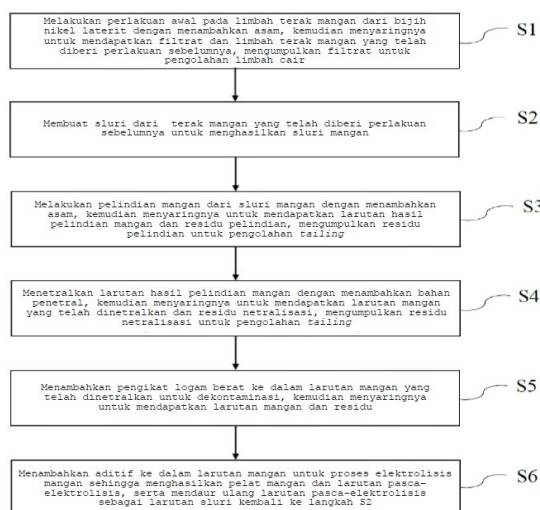 Melakukan perlakuan awal pada limbah terak mangan dari bijih
nikel laterit dengan menambahkan asam, kemudian menyaringnya
untuk mendapatkan filtrat dan limbah terak mangan yang telah
diberi perlakuan sebelumnya, mengumpulkan filtrat untuk
pengolahan limbah cair
S1
Membuat sluri dari terak mangan yang telah diberi perlakuan
sebelumnya untuk menghasilkan sluri mangan
S2
Melakukan pelindian mangan dari sluri mangan dengan menambahkan
asam, kemudian menyaringnya untuk mendapatkan larutan hasil
pelindian mangan dan residu pelindian, mengumpulkan residu
pelindian untuk pengolahan tailing
S3
Menetralkan larutan hasil pelindian mangan dengan menambahkan bahan
penetral, kemudian menyaringnya untuk mendapatkan larutan mangan
yang telah dinetralkan dan residu netralisasi, mengumpulkan residu
netralisasi untuk pengolahan tailing
S4
Menambahkan pengikat logam berat ke dalam larutan mangan yang
telah dinetralkan untuk dekontaminasi, kemudian menyaringnya
untuk mendapatkan larutan mangan dan residu
S5
Menambahkan aditif ke dalam larutan mangan untuk proses elektrolisis
mangan sehingga menghasilkan pelat mangan dan larutan pasca-
elektrolisis, serta mendaur ulang larutan pasca-elektrolisis
sebagai larutan sluri kembali ke langkah S2
S6